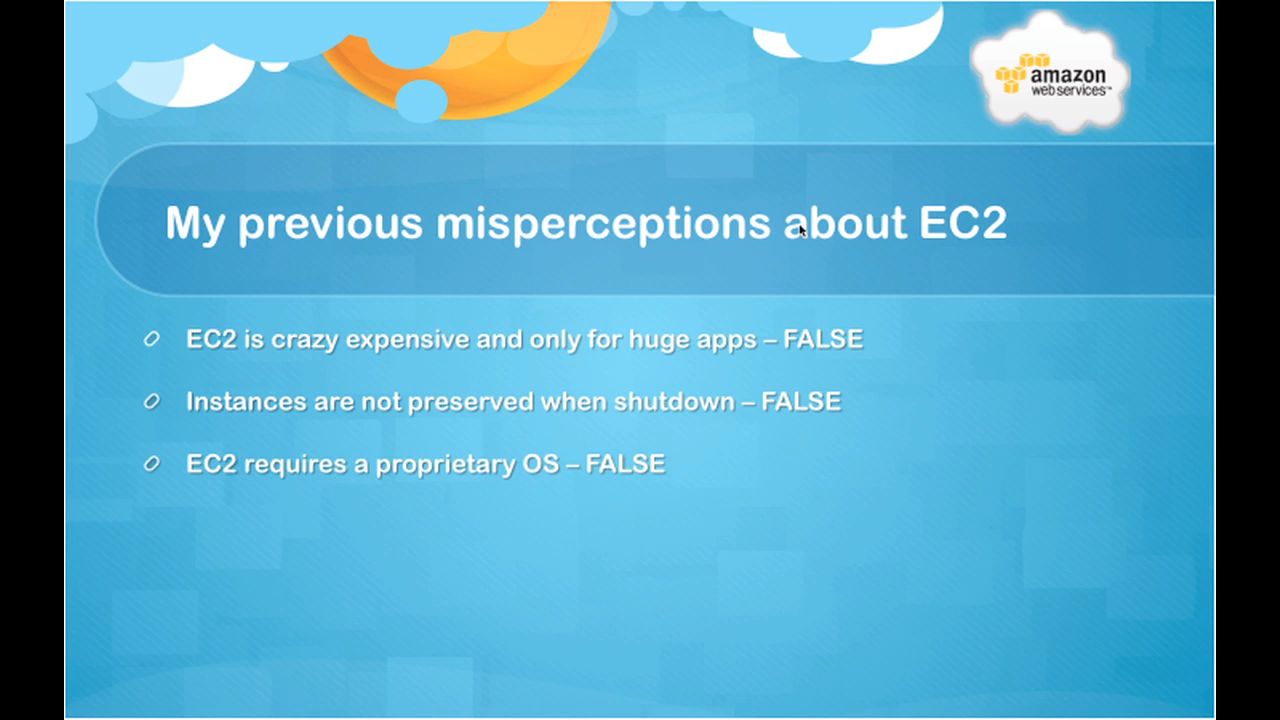 amazon
webservices™
My previous misperceptions about EC2
EC2 is crazy expensive and only for huge apps – FALSE
Instances are not preserved when shutdown – FALSE
EC2 requires a proprietary OS – FALSE